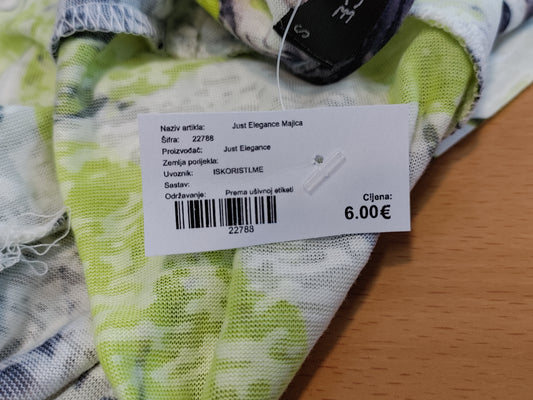 S
Naziv artikla: Just Elegance Majica
Šifra: 22788
Proizvođač: Just Elegance
Zemlja porijekla:
Uvoznik: ISKORISTI.ME
Sastav:
Održavanje: Prema ušivnoj etiketi
22788
Cijena:
6.00€